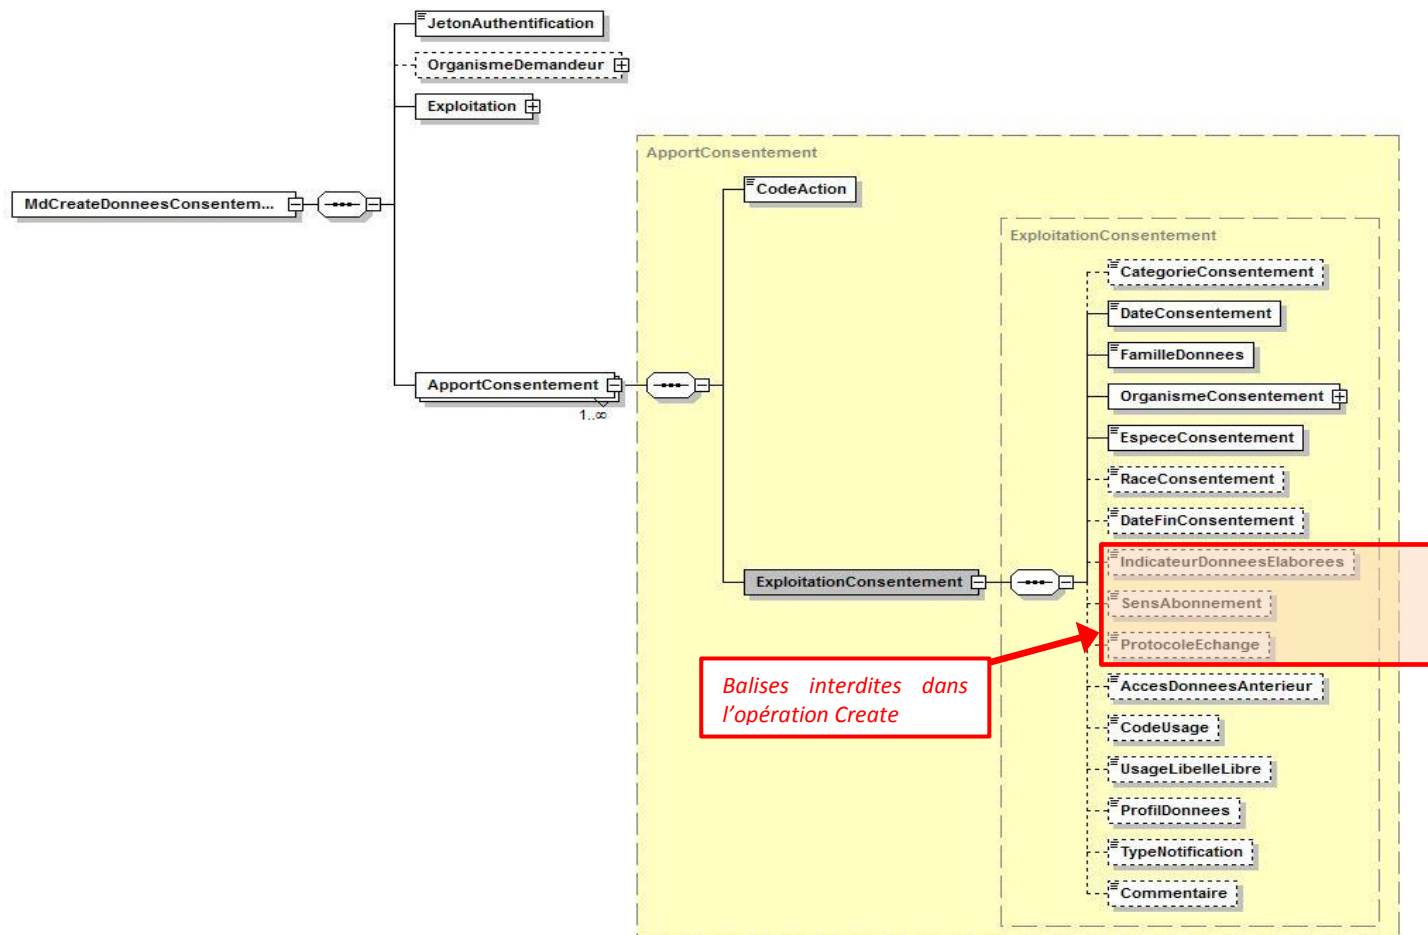 JetonAuthentification
OrganismeDemandeur
Exploitation
ApportConsentement
CodeAction
MdCreateDonneesConsentem...
ExploitationConsentement
CategorieConsentement
DateConsentement
FamilleDonnees
ApportConsentement
1..∞
OrganismeConsentement
EspeceConsentement
RaceConsentement
DateFinConsentement
ExploitationConsentement
IndicateurDonneesElaborees
SensAbonnement
ProtocoleEchange
Balises interdites dans
l'opération Create
AccesDonneesAnterieur
CodeUsage
UsageLibelleLibre
ProfilDonnees
TypeNotification
Commentaire